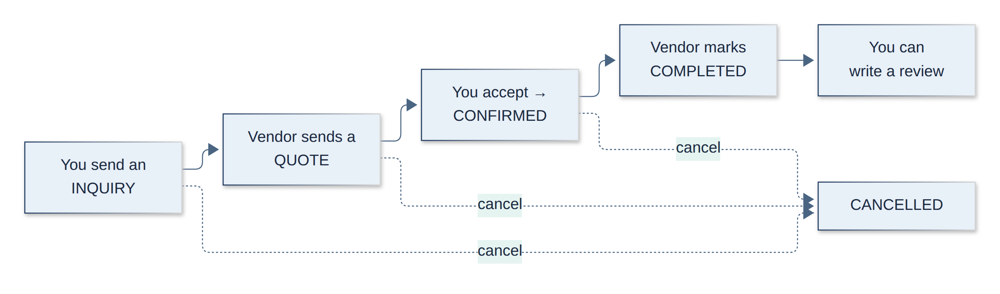 You send an
INQUIRY
Vendor sends a
QUOTE
You accept →
CONFIRMED
Vendor marks
COMPLETED
You can
write a review
cancel
cancel
cancel
CANCELLED